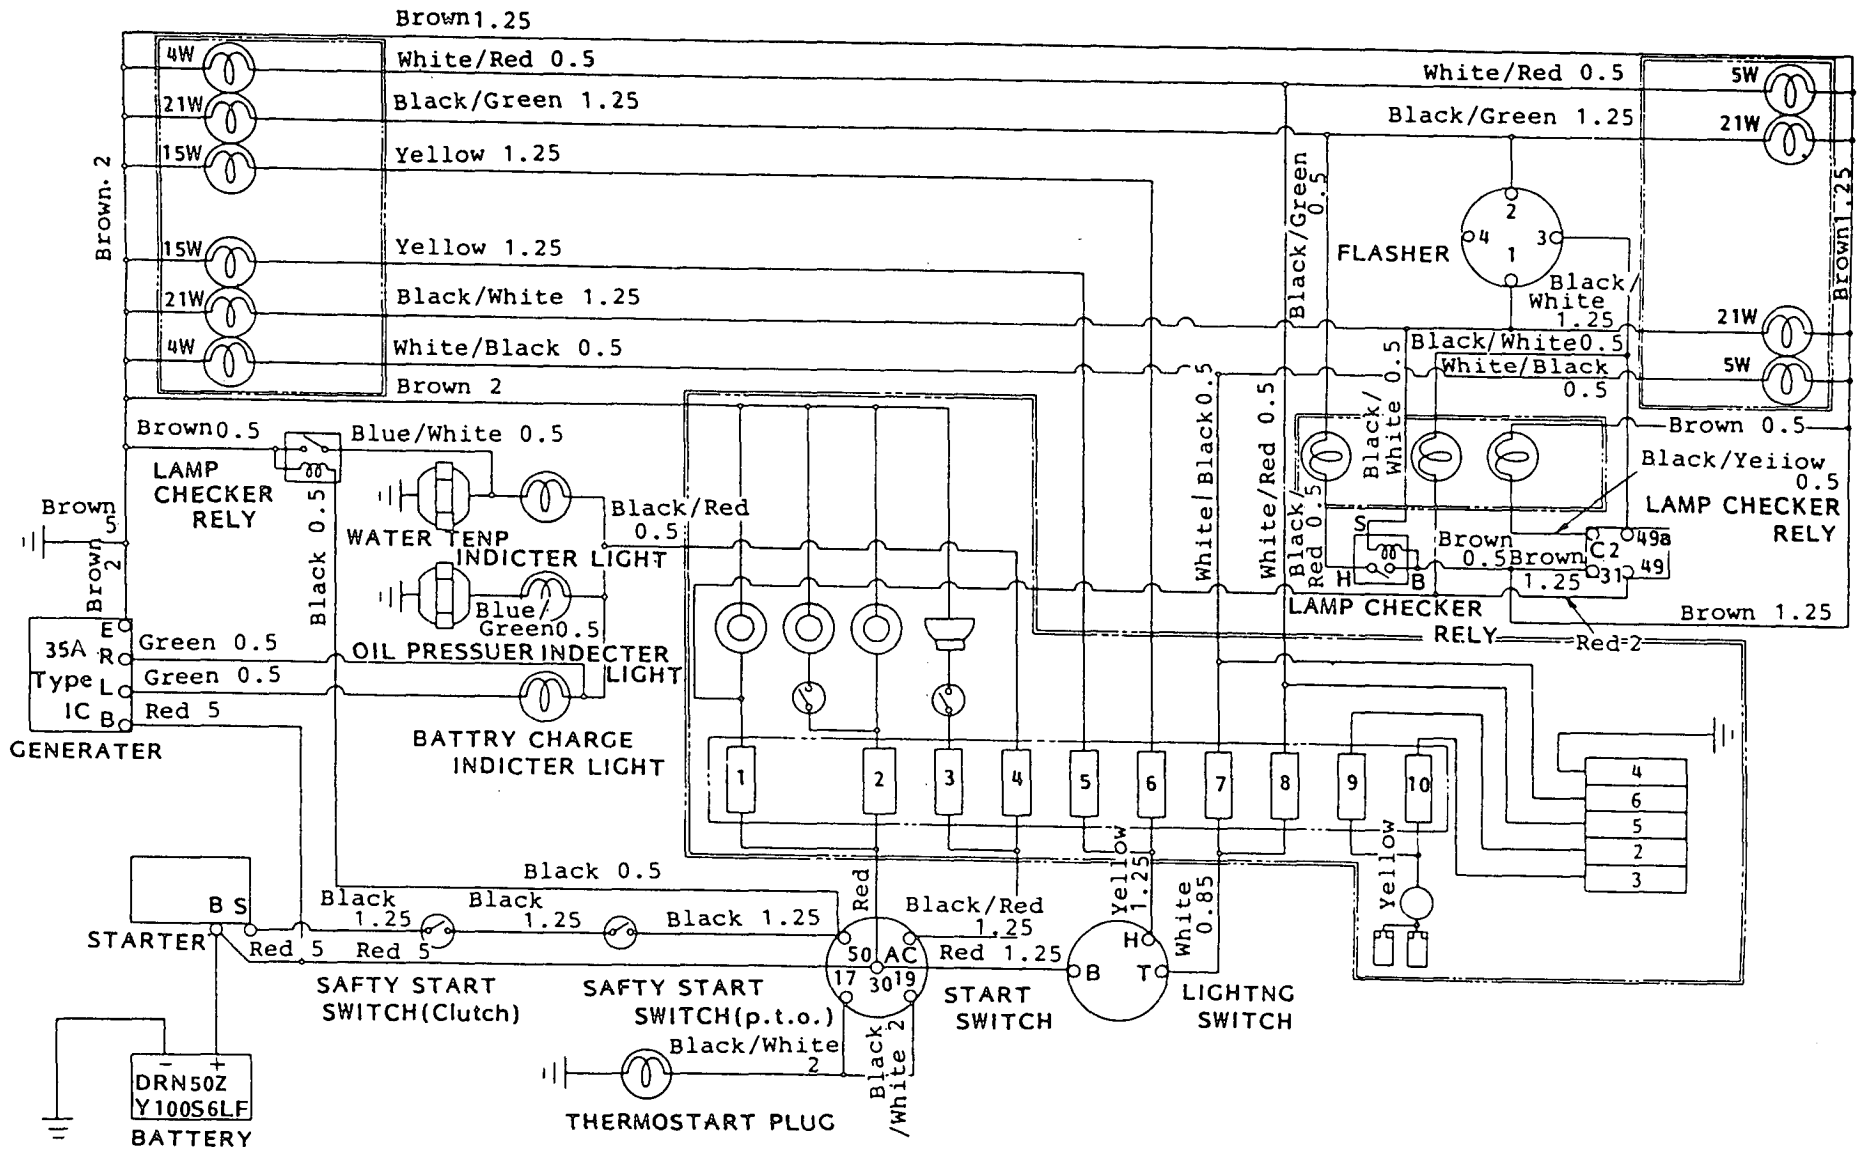 Brown1.25
4W
White/Red 0.5
White/Red 0.5
5W
21W
Black/Green 1.25
Black/Green 1.25
21W
15W
Yellow 1.25
Brown. 2
Black/Green
0.5
2
4
3
1
FLASHER
Brown1.25
15W
Yellow 1.25
21W
Black/White 1.25
Black/
White
1.25
21W
4W
White/Black 0.5
Black/White0.5
White/Black
0.5
5W
Brown 2
Brown0.5
Blue/White 0.5
LAMP
CHECKER
RELY
Black/
White 0.5
Brown 0.5
Black/Yeiiow
0.5
LAMP CHECKER
RELY
White/Black0.5
White/Red 0.5
Black/
Red 0.5
Brown
5
Brown
2
Black 0.5
WATER TENP
INDICTER LIGHT
Black/Red
0.5
S
H
B
Brown
0.5
Brown
1.25
C2
49a
31
49
LAMP CHECKER
RELY
Brown 1.25
Red 2
Blue/
Green0.5
OIL PRESSUER INDECTER
LIGHT
35A
Type
IC
E
R
L
B
Green 0.5
Green 0.5
Red 5
GENERATER
BATTRY CHARGE
INDICTER LIGHT
1
2
3
4
5
6
7
8
9
10
4
6
5
2
3
Black 0.5
Red
Yellow
1.25
White
0.85
Yellow
B S
STARTER
Black
1.25
Black
1.25
Black 1.25
Black/Red
1.25
Red 5
Red 5
50
AC
17
30
19
Red 1.25
H
B
T
SAFTY START
SWITCH(Clutch)
SAFTY START
SWITCH(p.t.o.)
START
SWITCH
LIGHTNG
SWITCH
Black/White
2
Black
/White 2
THERMOSTART PLUG
− +
DRN50Z
Y100S6LF
BATTERY